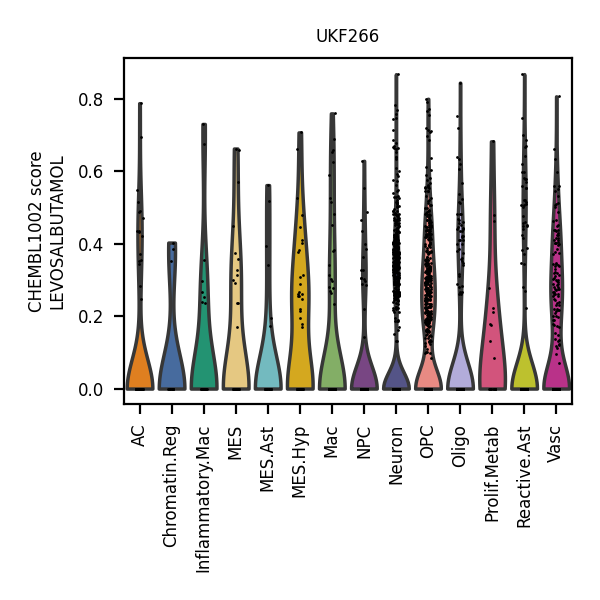 UKF266
CHEMBL1002 score
LEVOSALBUTAMOL
0.8
0.6
0.4
0.2
0.0
AC
Chromatin.Reg
Inflammatory.Mac
MES
MES.Ast
MES.Hyp
Mac
NPC
Neuron
OPC
Oligo
Prolif.Metab
Reactive.Ast
Vasc